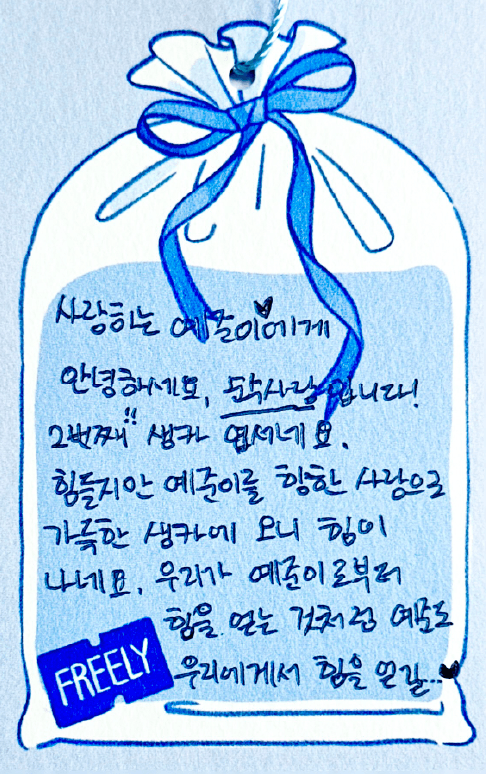 사랑하는 예준이에게
안녕하세요, 둔산사랑입니다!
2번째!! 생카 엽서네요.
힘들지만 예준이를 향한 사랑으로
가득한 생카에 오니 힘이
나네요. 우리가 예준이로부터
힘을 얻는 것처럼 예준도
우리에게서 힘을 얻길...
FREELY